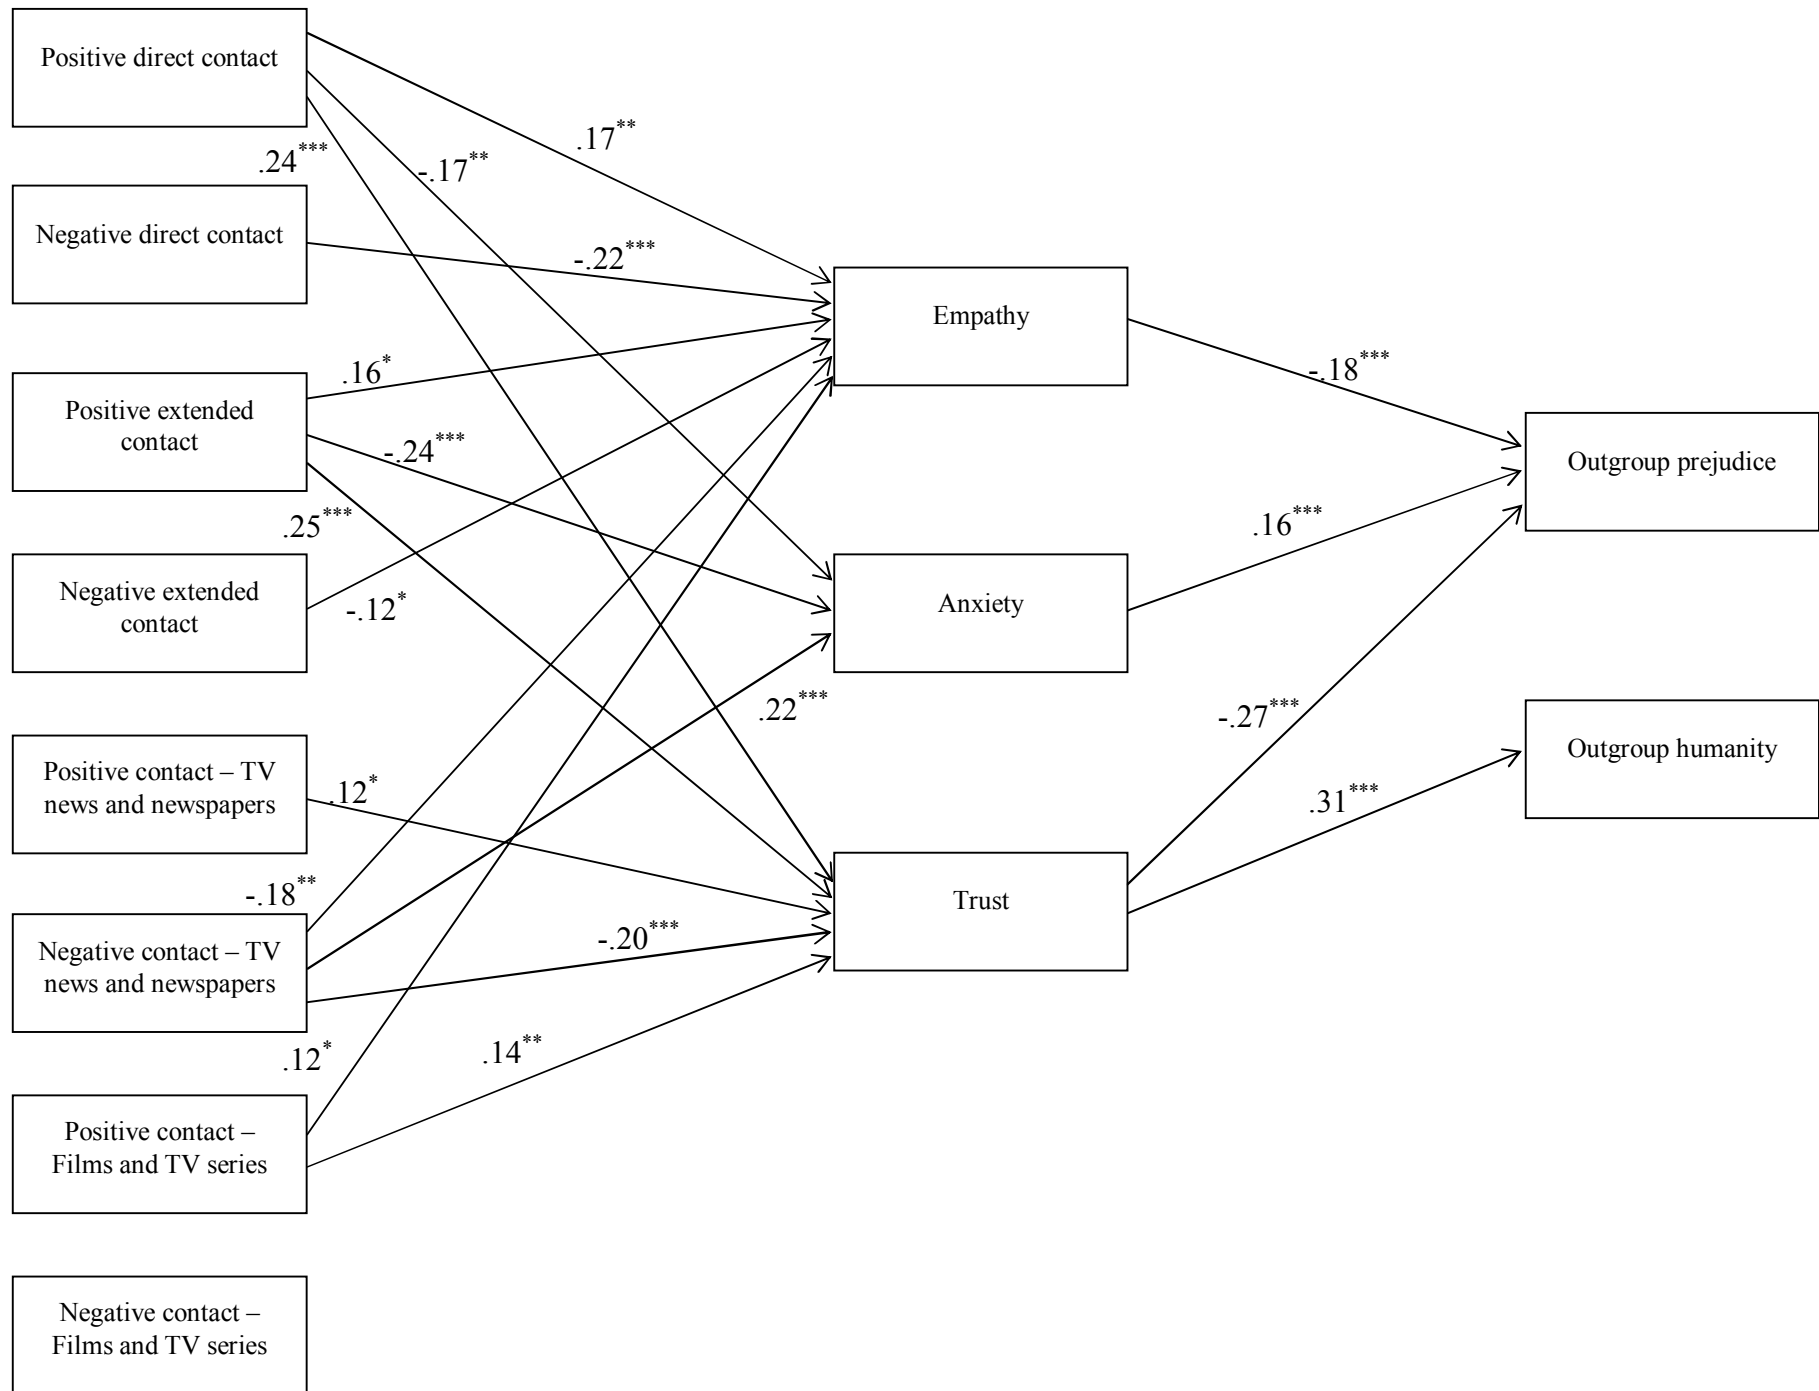 Positive direct contact
.17**
.24***
-.17**
Negative direct contact
-.22***
Empathy
.16*
-.18***
Positive extended
contact
-.24***
Outgroup prejudice
.25***
.16***
Negative extended
contact
-.12*
Anxiety
.22***
-.27***
Positive contact – TV
news and newspapers
.12*
Outgroup humanity
.31***
-.18**
Trust
Negative contact – TV
news and newspapers
-.20***
.12*
.14**
Positive contact –
Films and TV series
Negative contact –
Films and TV series